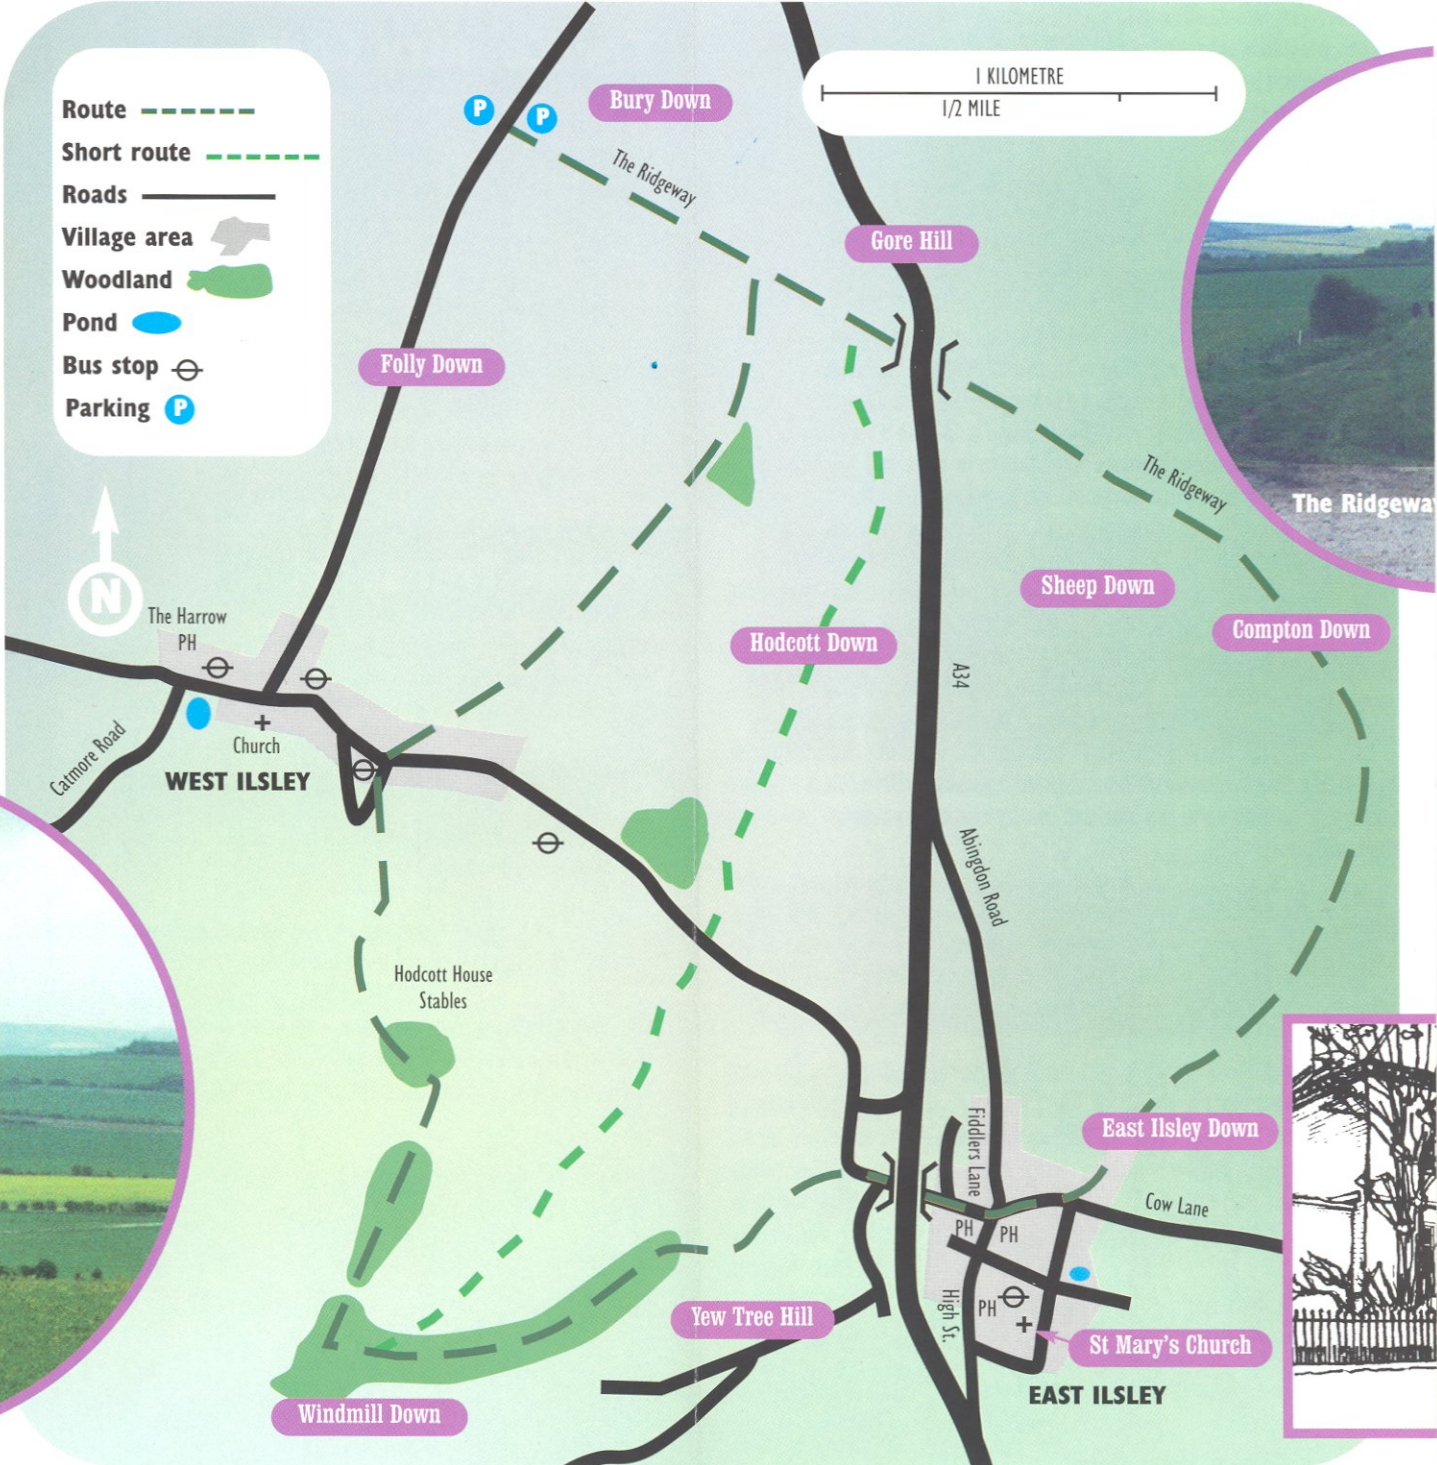 Route
Short route
Roads
Village area
Woodland
Pond
Bus stop
Parking P
N
P
P
Bury Down
1 KILOMETRE
1/2 MILE
The Ridgeway
Gore Hill
Folly Down
The Ridgeway
The Ridgeway
Sheep Down
Compton Down
Hodcott Down
A34
The Harrow
PH
Church
WEST ILSLEY
Catmore Road
Abingdon Road
Hodcott House
Stables
Fiddlers Lane
East Ilsley Down
Cow Lane
PH
PH
PH
High St.
Yew Tree Hill
St Mary's Church
EAST ILSLEY
Windmill Down